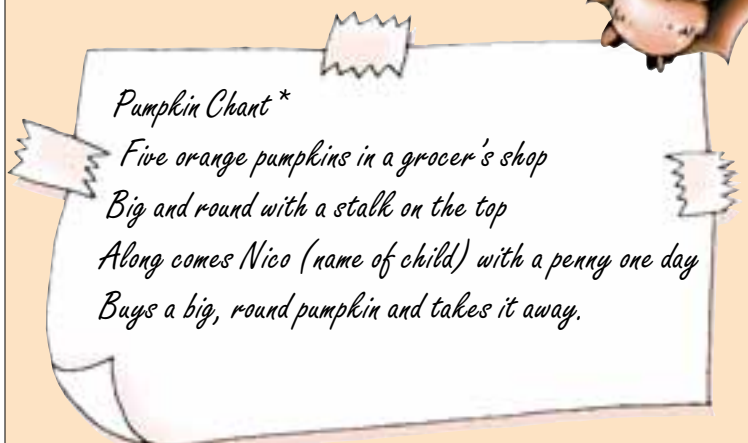 Pumpkin Chant *
Five orange pumpkins in a grocer's shop
Big and round with a stalk on the top
Along comes Nico (name of child) with a penny one day
Buys a big, round pumpkin and takes it away.